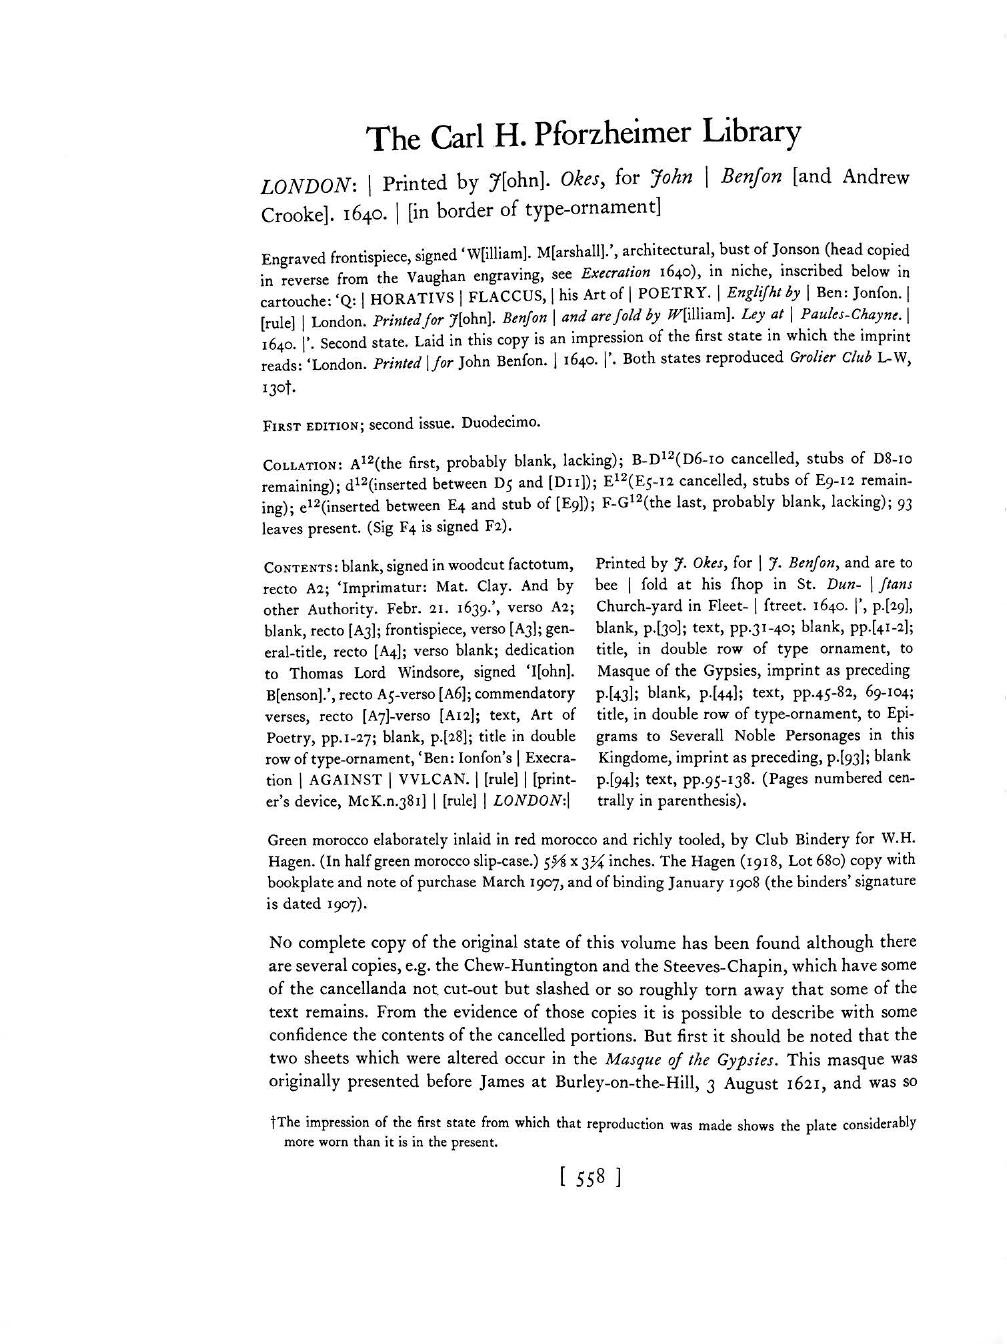 The Carl H. Pforzheimer Library
LONDON: | Printed by J[ohn]. Okes, for John | Benſon [and Andrew
Crooke]. 1640. | [in border of type-ornament]
Engraved frontispiece, signed ‘W[illiam]. M[arshall].’, architectural, bust of Jonson (head copied
in reverse from the Vaughan engraving, see Execration 1640), in niche, inscribed below in
cartouche: ‘Q: | HORATIVS | FLACCUS, | his Art of | POETRY. | Engliſht by | Ben: Jonſon. |
[rule] | London. Printed for J[ohn]. Benſon | and are ſold by W[illiam]. Ley at | Paules-Chayne. |
1640. |’. Second state. Laid in this copy is an impression of the first state in which the imprint
reads: ‘London. Printed | for John Benſon. | 1640. |’. Both states reproduced Grolier Club L-W,
130†.
FIRST EDITION; second issue. Duodecimo.
COLLATION: A12(the first, probably blank, lacking); B-D12(D6-10 cancelled, stubs of D8-10
remaining); d12(inserted between D5 and [D11]); E12(E5-12 cancelled, stubs of E9-12 remain-
ing); e12(inserted between E4 and stub of [E9]); F-G12(the last, probably blank, lacking); 93
leaves present. (Sig F4 is signed F2).
CONTENTS: blank, signed in woodcut factotum,
recto A2; ‘Imprimatur: Mat. Clay. And by
other Authority. Febr. 21. 1639.’, verso A2;
blank, recto [A3]; frontispiece, verso [A3]; gen-
eral-title, recto [A4]; verso blank; dedication
to Thomas Lord Windsore, signed ‘I[ohn].
B[enson].’, recto A5-verso [A6]; commendatory
verses, recto [A7]-verso [A12]; text, Art of
Poetry, pp.1-27; blank, p.[28]; title in double
row of type-ornament, ‘Ben: Ionſon's | Execra-
tion | AGAINST | VVLCAN. | [rule] | [print-
er's device, McK.n.381] | [rule] | LONDON:|
Printed by J. Okes, for | J. Benſon, and are to
bee | ſold at his ſhop in St. Dun- | ſtans
Church-yard in Fleet- | ſtreet. 1640. |’, p.[29],
blank, p.[30]; text, pp.31-40; blank, pp.[41-2];
title, in double row of type ornament, to
Masque of the Gypsies, imprint as preceding
p.[43]; blank, p.[44]; text, pp.45-82, 69-104;
title, in double row of type-ornament, to Epi-
grams to Severall Noble Personages in this
Kingdome, imprint as preceding, p.[93]; blank
p.[94]; text, pp.95-138. (Pages numbered cen-
trally in parenthesis).
Green morocco elaborately inlaid in red morocco and richly tooled, by Club Bindery for W.H.
Hagen. (In half green morocco slip-case.) 5⅝ x 3¼ inches. The Hagen (1918, Lot 680) copy with
bookplate and note of purchase March 1907, and of binding January 1908 (the binders' signature
is dated 1907).
No complete copy of the original state of this volume has been found although there
are several copies, e.g. the Chew-Huntington and the Steeves-Chapin, which have some
of the cancellanda not cut-out but slashed or so roughly torn away that some of the
text remains. From the evidence of those copies it is possible to describe with some
confidence the contents of the cancelled portions. But first it should be noted that the
two sheets which were altered occur in the Masque of the Gypsies. This masque was
originally presented before James at Burley-on-the-Hill, 3 August 1621, and was so
†The impression of the first state from which that reproduction was made shows the plate considerably
more worn than it is in the present.
[ 558 ]